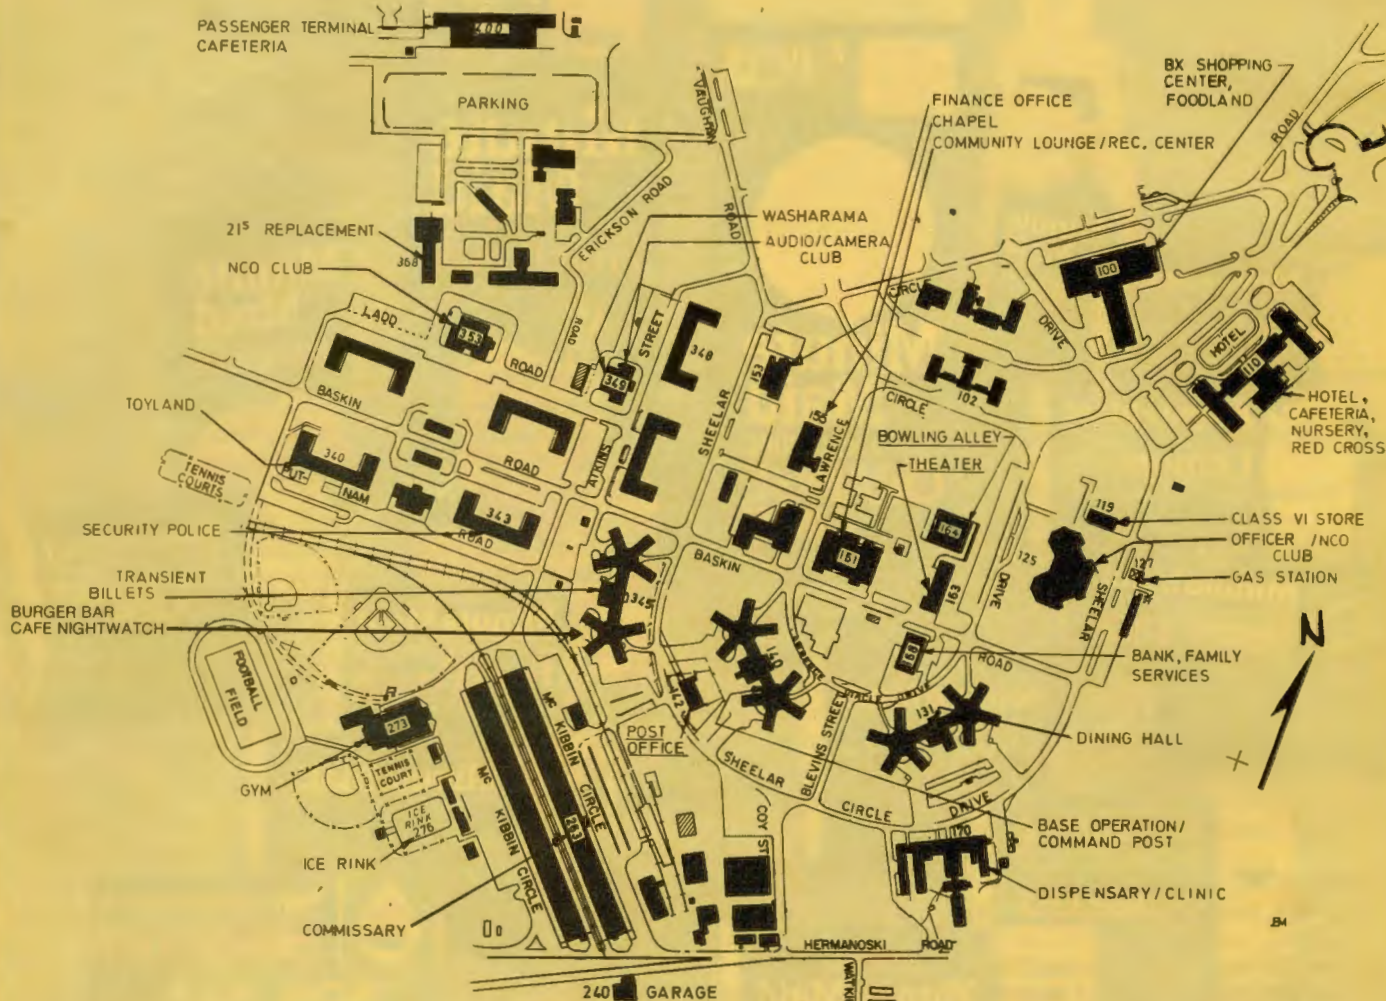 PASSENGER TERMINAL
CAFETERIA
400
PARKING
VAUGHAN
ROAD
FINANCE OFFICE
CHAPEL
COMMUNITY LOUNGE/REC. CENTER
BX SHOPPING
CENTER,
FOODLAND
ROAD
ERICKSON ROAD
WASHARAMA
AUDIO/CAMERA
CLUB
21S REPLACEMENT
368
NCO CLUB
353
LADD
ROAD
ROAD
STREET
349
348
153
CIRCLE
DRIVE
100
HOTEL
110
HOTEL,
CAFETERIA,
NURSERY,
RED CROSS
BASKIN
ROAD
ATKINS
SHEELAR
LAWRENCE
CIRCLE
102
BOWLING ALLEY
THEATER
TOYLAND
340
PUT-
NAM
ROAD
343
TENNIS
COURTS
SECURITY POLICE
TRANSIENT
BILLETS
345
BURGER BAR
CAFE NIGHTWATCH
BASKIN
161
164
163
125
DRIVE
119
CLASS VI STORE
OFFICER /NCO
CLUB
127
GAS STATION
SHEELAR
N
168
ROAD
BANK, FAMILY
SERVICES
140
142
CIRCLE DRIVE
131
DINING HALL
FOOTBALL
FIELD
273
GYM
TENNIS
COURT
ICE
RINK
276
ICE RINK
MC KIBBIN CIRCLE
MC KIBBIN CIRCLE
263
COMMISSARY
POST
OFFICE
SHEELAR
CIRCLE
DRIVE
BLEVINS STREET
COY ST
BASE OPERATION/
COMMAND POST
170
DISPENSARY/CLINIC
HERMANOSKI ROAD
240 GARAGE